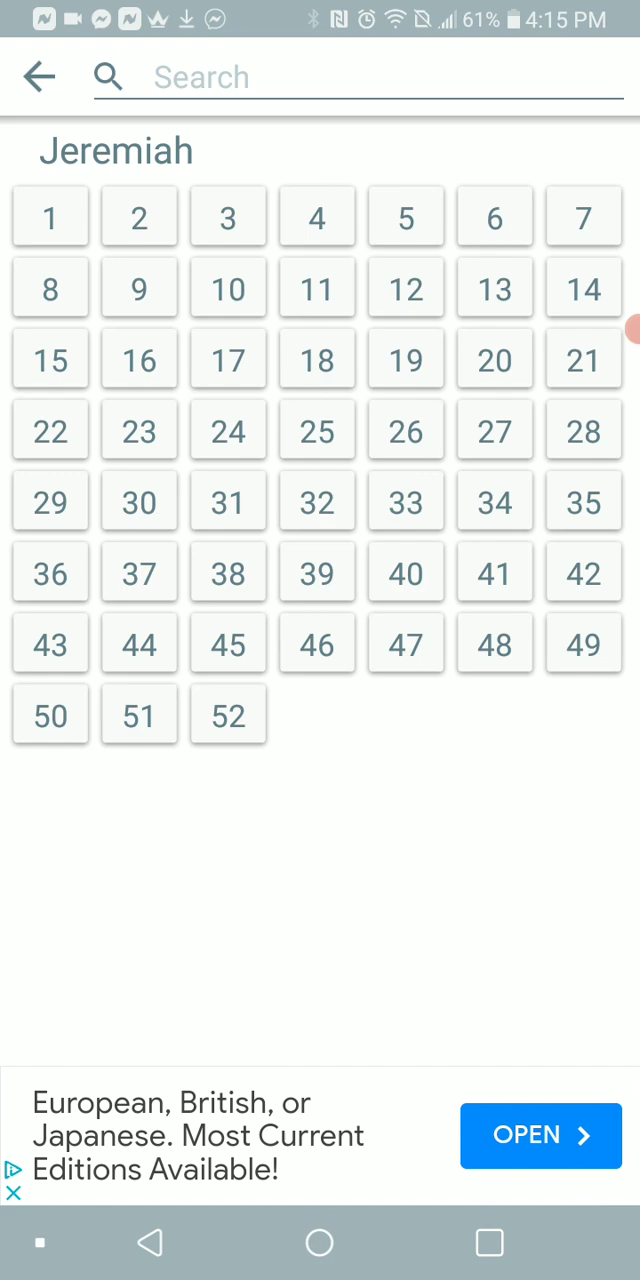 61% 4:15 PM
Search
Jeremiah
1 2 3 4 5 6 7
8 9 10 11 12 13 14
15 16 17 18 19 20 21
22 23 24 25 26 27 28
29 30 31 32 33 34 35
36 37 38 39 40 41 42
43 44 45 46 47 48 49
50 51 52
European, British, or
Japanese. Most Current
Editions Available!
OPEN